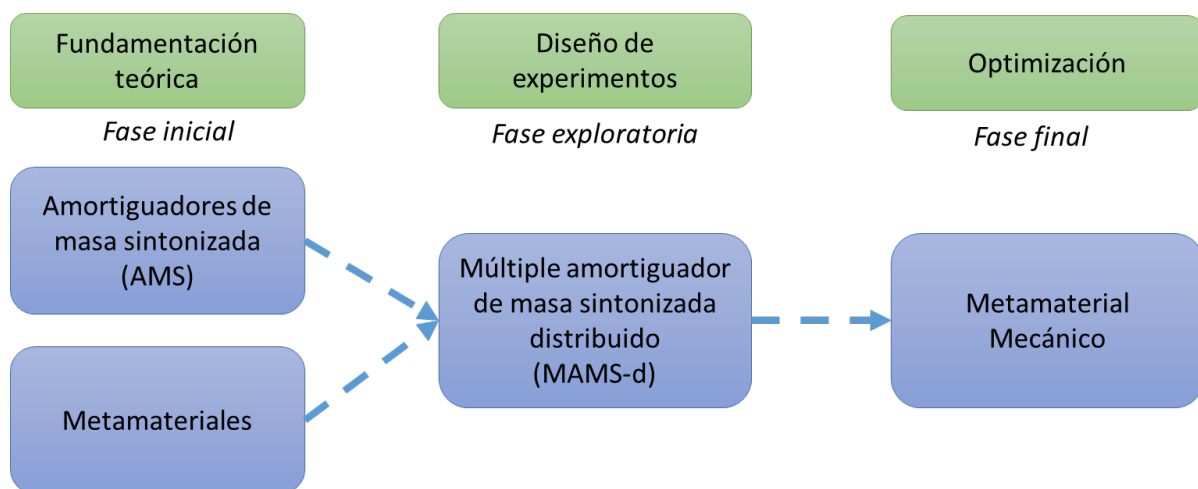 Fundamentación
teórica
Diseño de
experimentos
Optimización
Fase inicial
Fase exploratoria
Fase final
Amortiguadores de
masa sintonizada
(AMS)
Múltiple amortiguador
de masa sintonizada
distribuido
(MAMS-d)
Metamaterial
Mecánico
Metamateriales